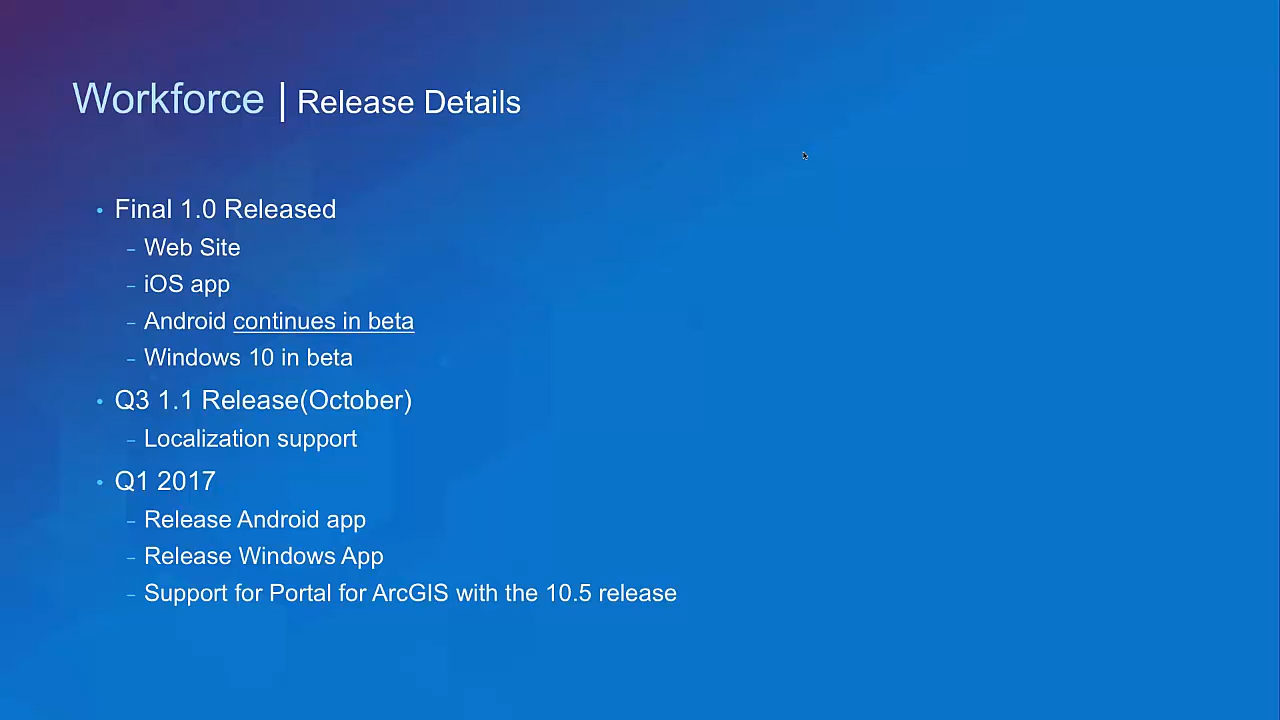 Workforce | Release Details
• Final 1.0 Released
– Web Site
– iOS app
– Android continues in beta
– Windows 10 in beta
• Q3 1.1 Release(October)
– Localization support
• Q1 2017
– Release Android app
– Release Windows App
– Support for Portal for ArcGIS with the 10.5 release